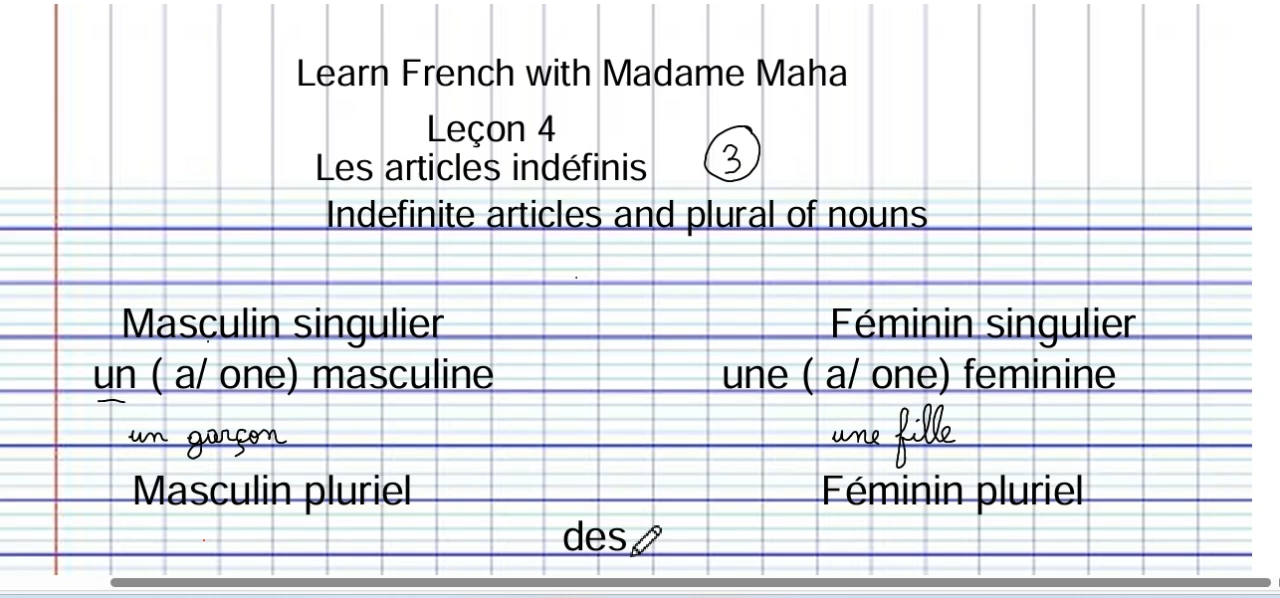 Learn French with Madame Maha
Leçon 4
Les articles indéfinis 3
Indefinite articles and plural of nouns
Masculin singulier Féminin singulier
un ( a/ one) masculine une ( a/ one) feminine
un garçon une fille
Masculin pluriel Féminin pluriel
des